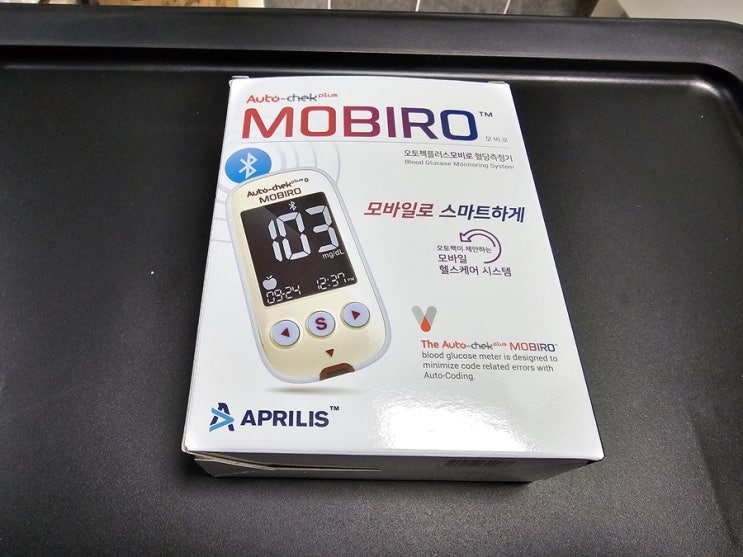 Auto-chek plus
MOBIRO™
모비로
오토첵플러스모비로 혈당측정기
Blood Glucose Monitoring System
Auto-chek plus
MOBIRO
103
mg/dL
09-24 12:37
S
모바일로 스마트하게
오토첵이 제안하는
모바일
헬스케어 시스템
The Auto-chek plus MOBIRO™
blood glucose meter is designed to
minimize code related errors with
Auto-Coding.
APRILIS™